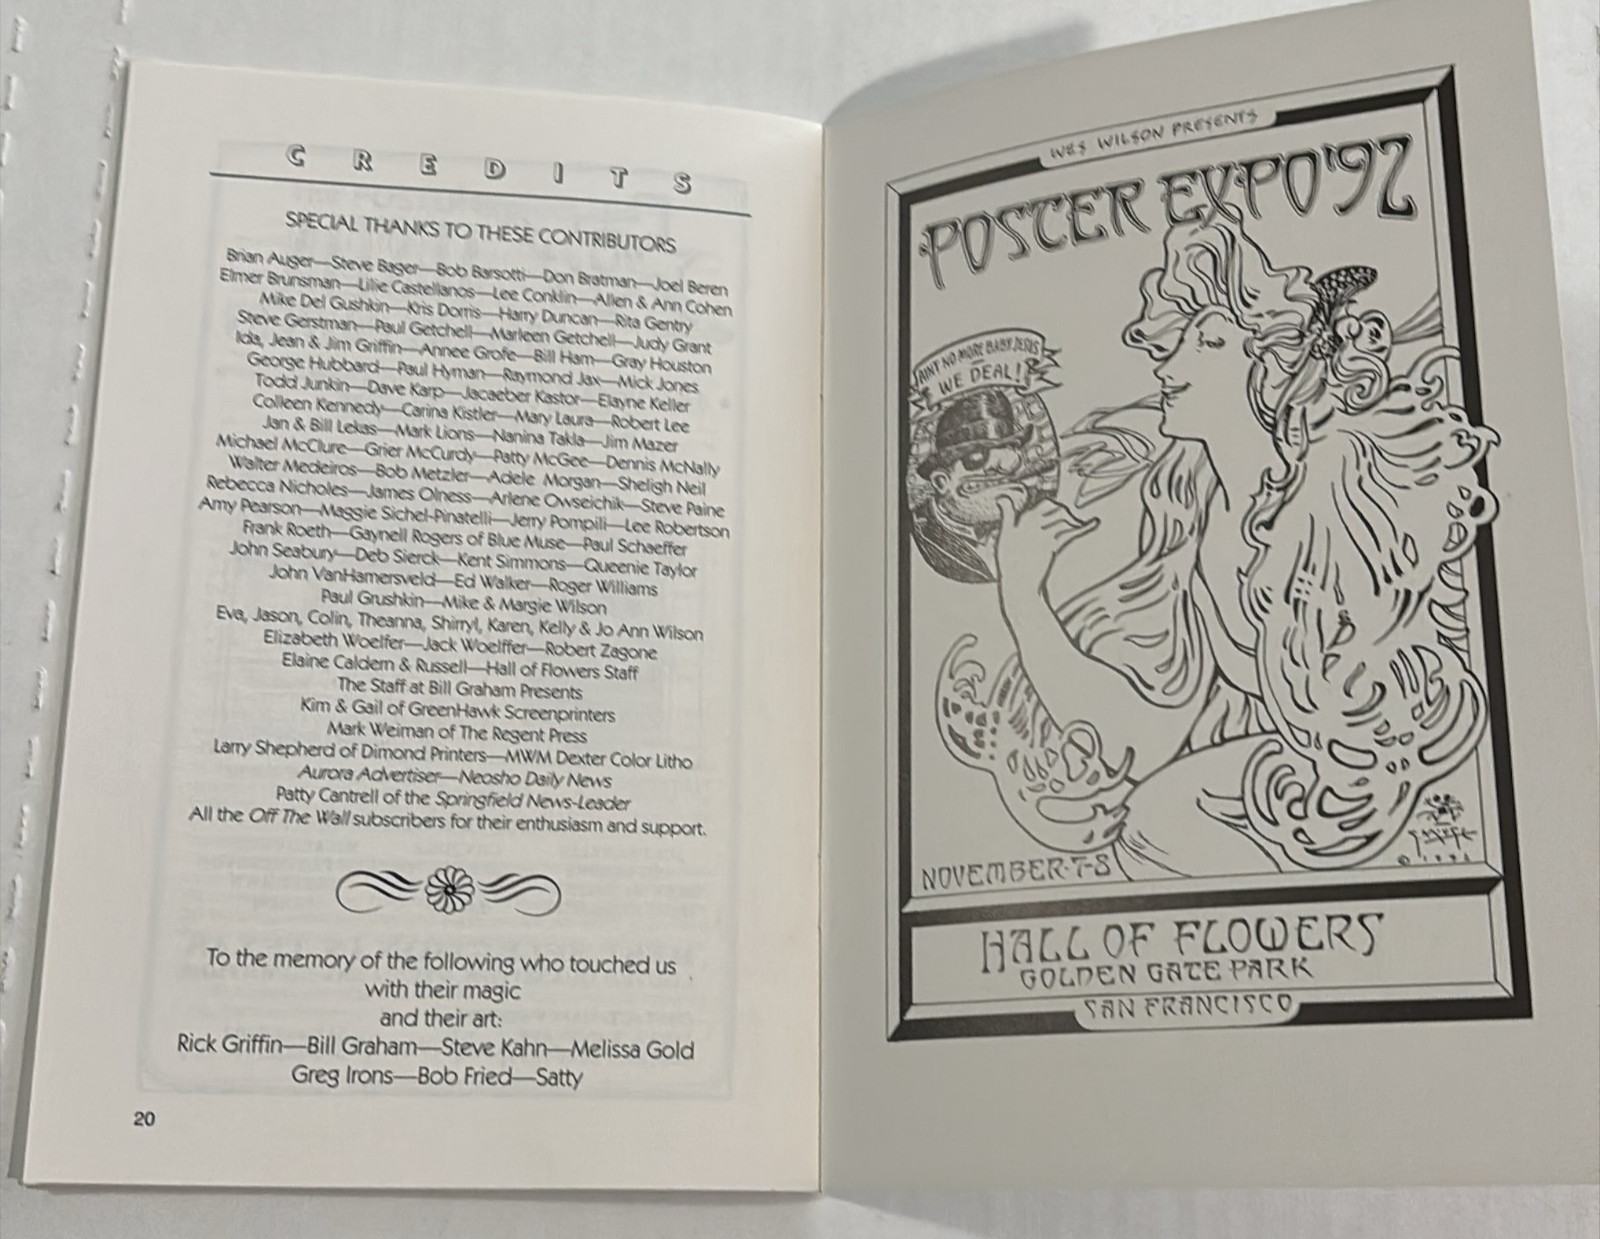 CREDITS
SPECIAL THANKS TO THESE CONTRIBUTORS
Brian Auger—Steve Bager—Bob Barsotti—Don Bratman—Joel Beren
Elmer Brunsman—Lilie Castellanos—Lee Conklin—Allen & Ann Cohen
Mike Del Gushkin—Kris Dorris—Harry Duncan—Rita Gentry
Steve Gerstman—Paul Getchell—Marleen Getchell—Judy Grant
Ida, Jean & Jim Griffin—Annee Grofe—Bill Ham—Gray Houston
George Hubbard—Paul Hyman—Raymond Jax—Mick Jones
Todd Junkin—Dave Karp—Jacaeber Kastor—Elayne Keller
Colleen Kennedy—Carina Kistler—Mary Laura—Robert Lee
Jan & Bill Lekas—Mark Lions—Nanina Takla—Jim Mazer
Michael McClure—Grier McCurdy—Patty McGee—Dennis McNally
Walter Medeiros—Bob Metzler—Adele Morgan—Sheligh Neil
Rebecca Nicholes—James Olness—Arlene Owseichik—Steve Paine
Amy Pearson—Maggie Sichel-Pinatelli—Jerry Pompili—Lee Robertson
Frank Roeth—Gaynell Rogers of Blue Muse—Paul Schaeffer
John Seabury—Deb Sierck—Kent Simmons—Queenie Taylor
John VanHamersveld—Ed Walker—Roger Williams
Paul Grushkin—Mike & Margie Wilson
Eva, Jason, Colin, Theanna, Shirryl, Karen, Kelly & Jo Ann Wilson
Elizabeth Woelfer—Jack Woelffer—Robert Zagone
Elaine Caldern & Russell—Hall of Flowers Staff
The Staff at Bill Graham Presents
Kim & Gail of GreenHawk Screenprinters
Mark Weiman of The Regent Press
Larry Shepherd of Dimond Printers—MWM Dexter Color Litho
Aurora Advertiser—Neosho Daily News
Patty Cantrell of the Springfield News-Leader
All the Off The Wall subscribers for their enthusiasm and support.
To the memory of the following who touched us
with their magic
and their art:
Rick Griffin—Bill Graham—Steve Kahn—Melissa Gold
Greg Irons—Bob Fried—Satty
20
WES WILSON PRESENTS
POSTER EXPO '92
AINT NO MORE BABY JESUS
WE DEAL!
NOVEMBER·7-8
HALL OF FLOWERS
GOLDEN GATE PARK
SAN FRANCISCO